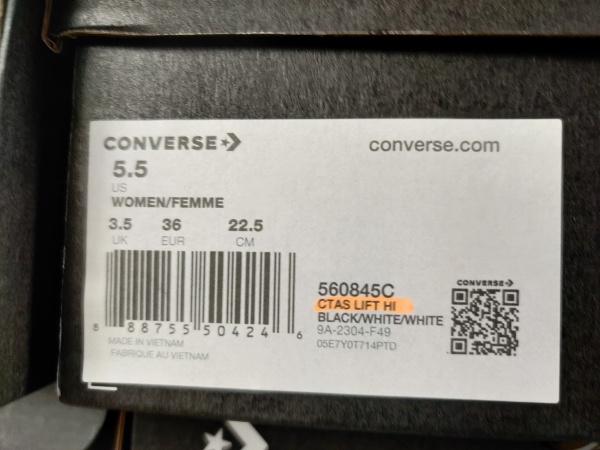 CONVERSE
converse.com
5.5
US
WOMEN/FEMME
3.5 36 22.5
UK EUR CM
8 88755 50424 6
MADE IN VIETNAM
FABRIQUE AU VIETNAM
560845C
CTAS LIFT HI
BLACK/WHITE/WHITE
9A-2304-F49
05E7Y0T714PTD
CONVERSE